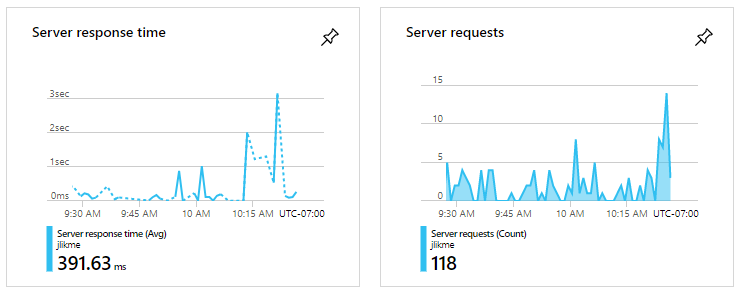 Server response time
3sec
2sec
1sec
0ms
9:30 AM
9:45 AM
10 AM
10:15 AM
UTC-07:00
Server response time (Avg)
jlikme
391.63 ms
Server requests
15
10
5
0
9:30 AM
9:45 AM
10 AM
10:15 AM
UTC-07:00
Server requests (Count)
jlikme
118